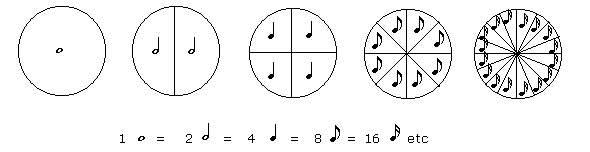 1 𝅝 = 2 𝅗𝅥 = 4 𝅘𝅥 = 8 𝅘𝅥𝅮 = 16 𝅘𝅥𝅯 etc